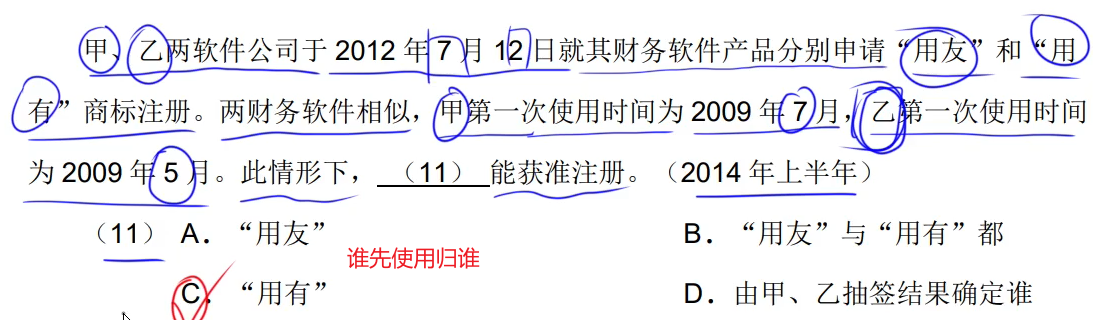 甲、乙两软件公司于 2012 年 7 月 12 日就其财务软件产品分别申请“用友”和“用
有”商标注册。两财务软件相似，甲第一次使用时间为 2009 年 7 月，乙第一次使用时间
为 2009 年 5 月。此情形下，（11）能获准注册。（2014 年上半年）
（11）A．“用友” B．“用友”与“用有”都
谁先使用归谁
C．“用有” D．由甲、乙抽签结果确定谁